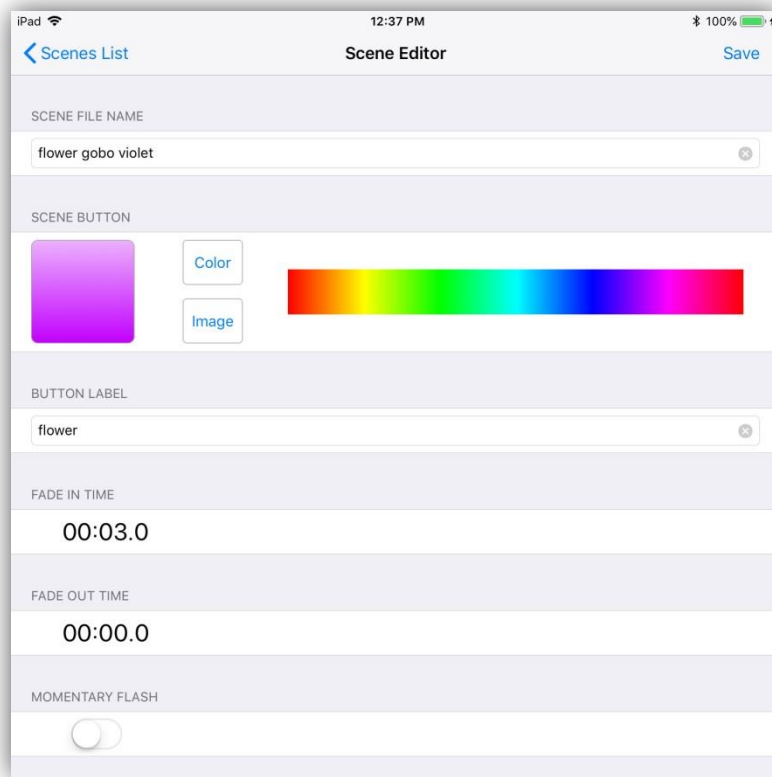 iPad 12:37 PM 100%
Scenes List Scene Editor Save
SCENE FILE NAME
flower gobo violet
SCENE BUTTON
Color
Image
BUTTON LABEL
flower
FADE IN TIME
00:03.0
FADE OUT TIME
00:00.0
MOMENTARY FLASH